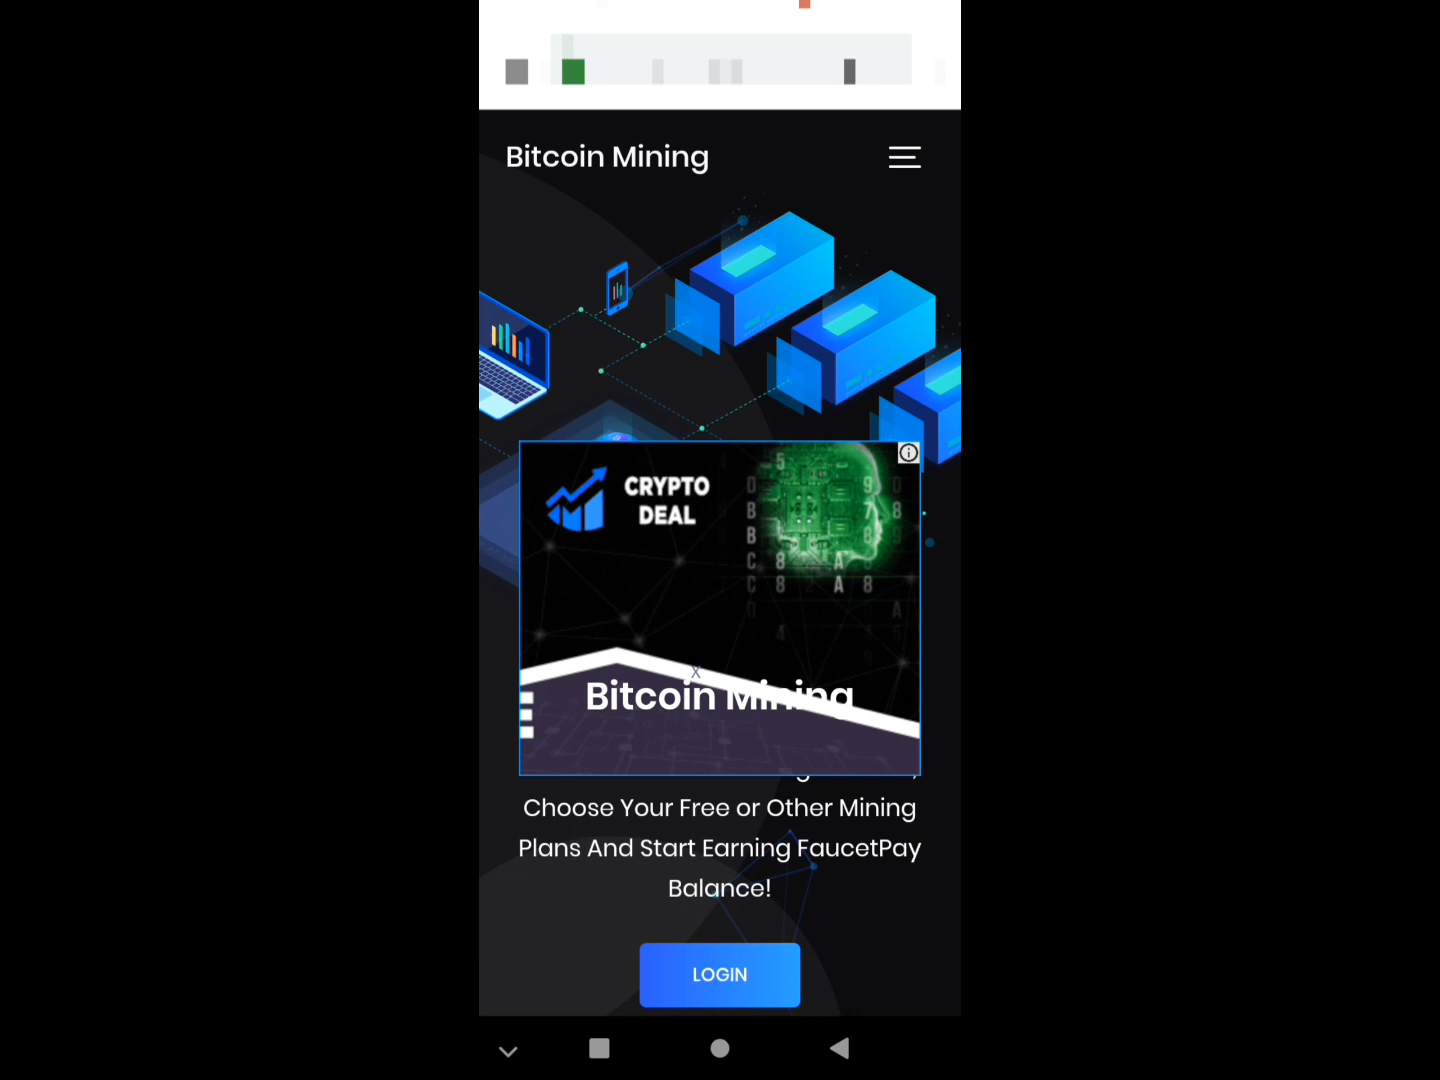 Bitcoin Mining
CRYPTO
DEAL
X
Bitcoin Mining
Choose Your Free or Other Mining
Plans And Start Earning FaucetPay
Balance!
LOGIN